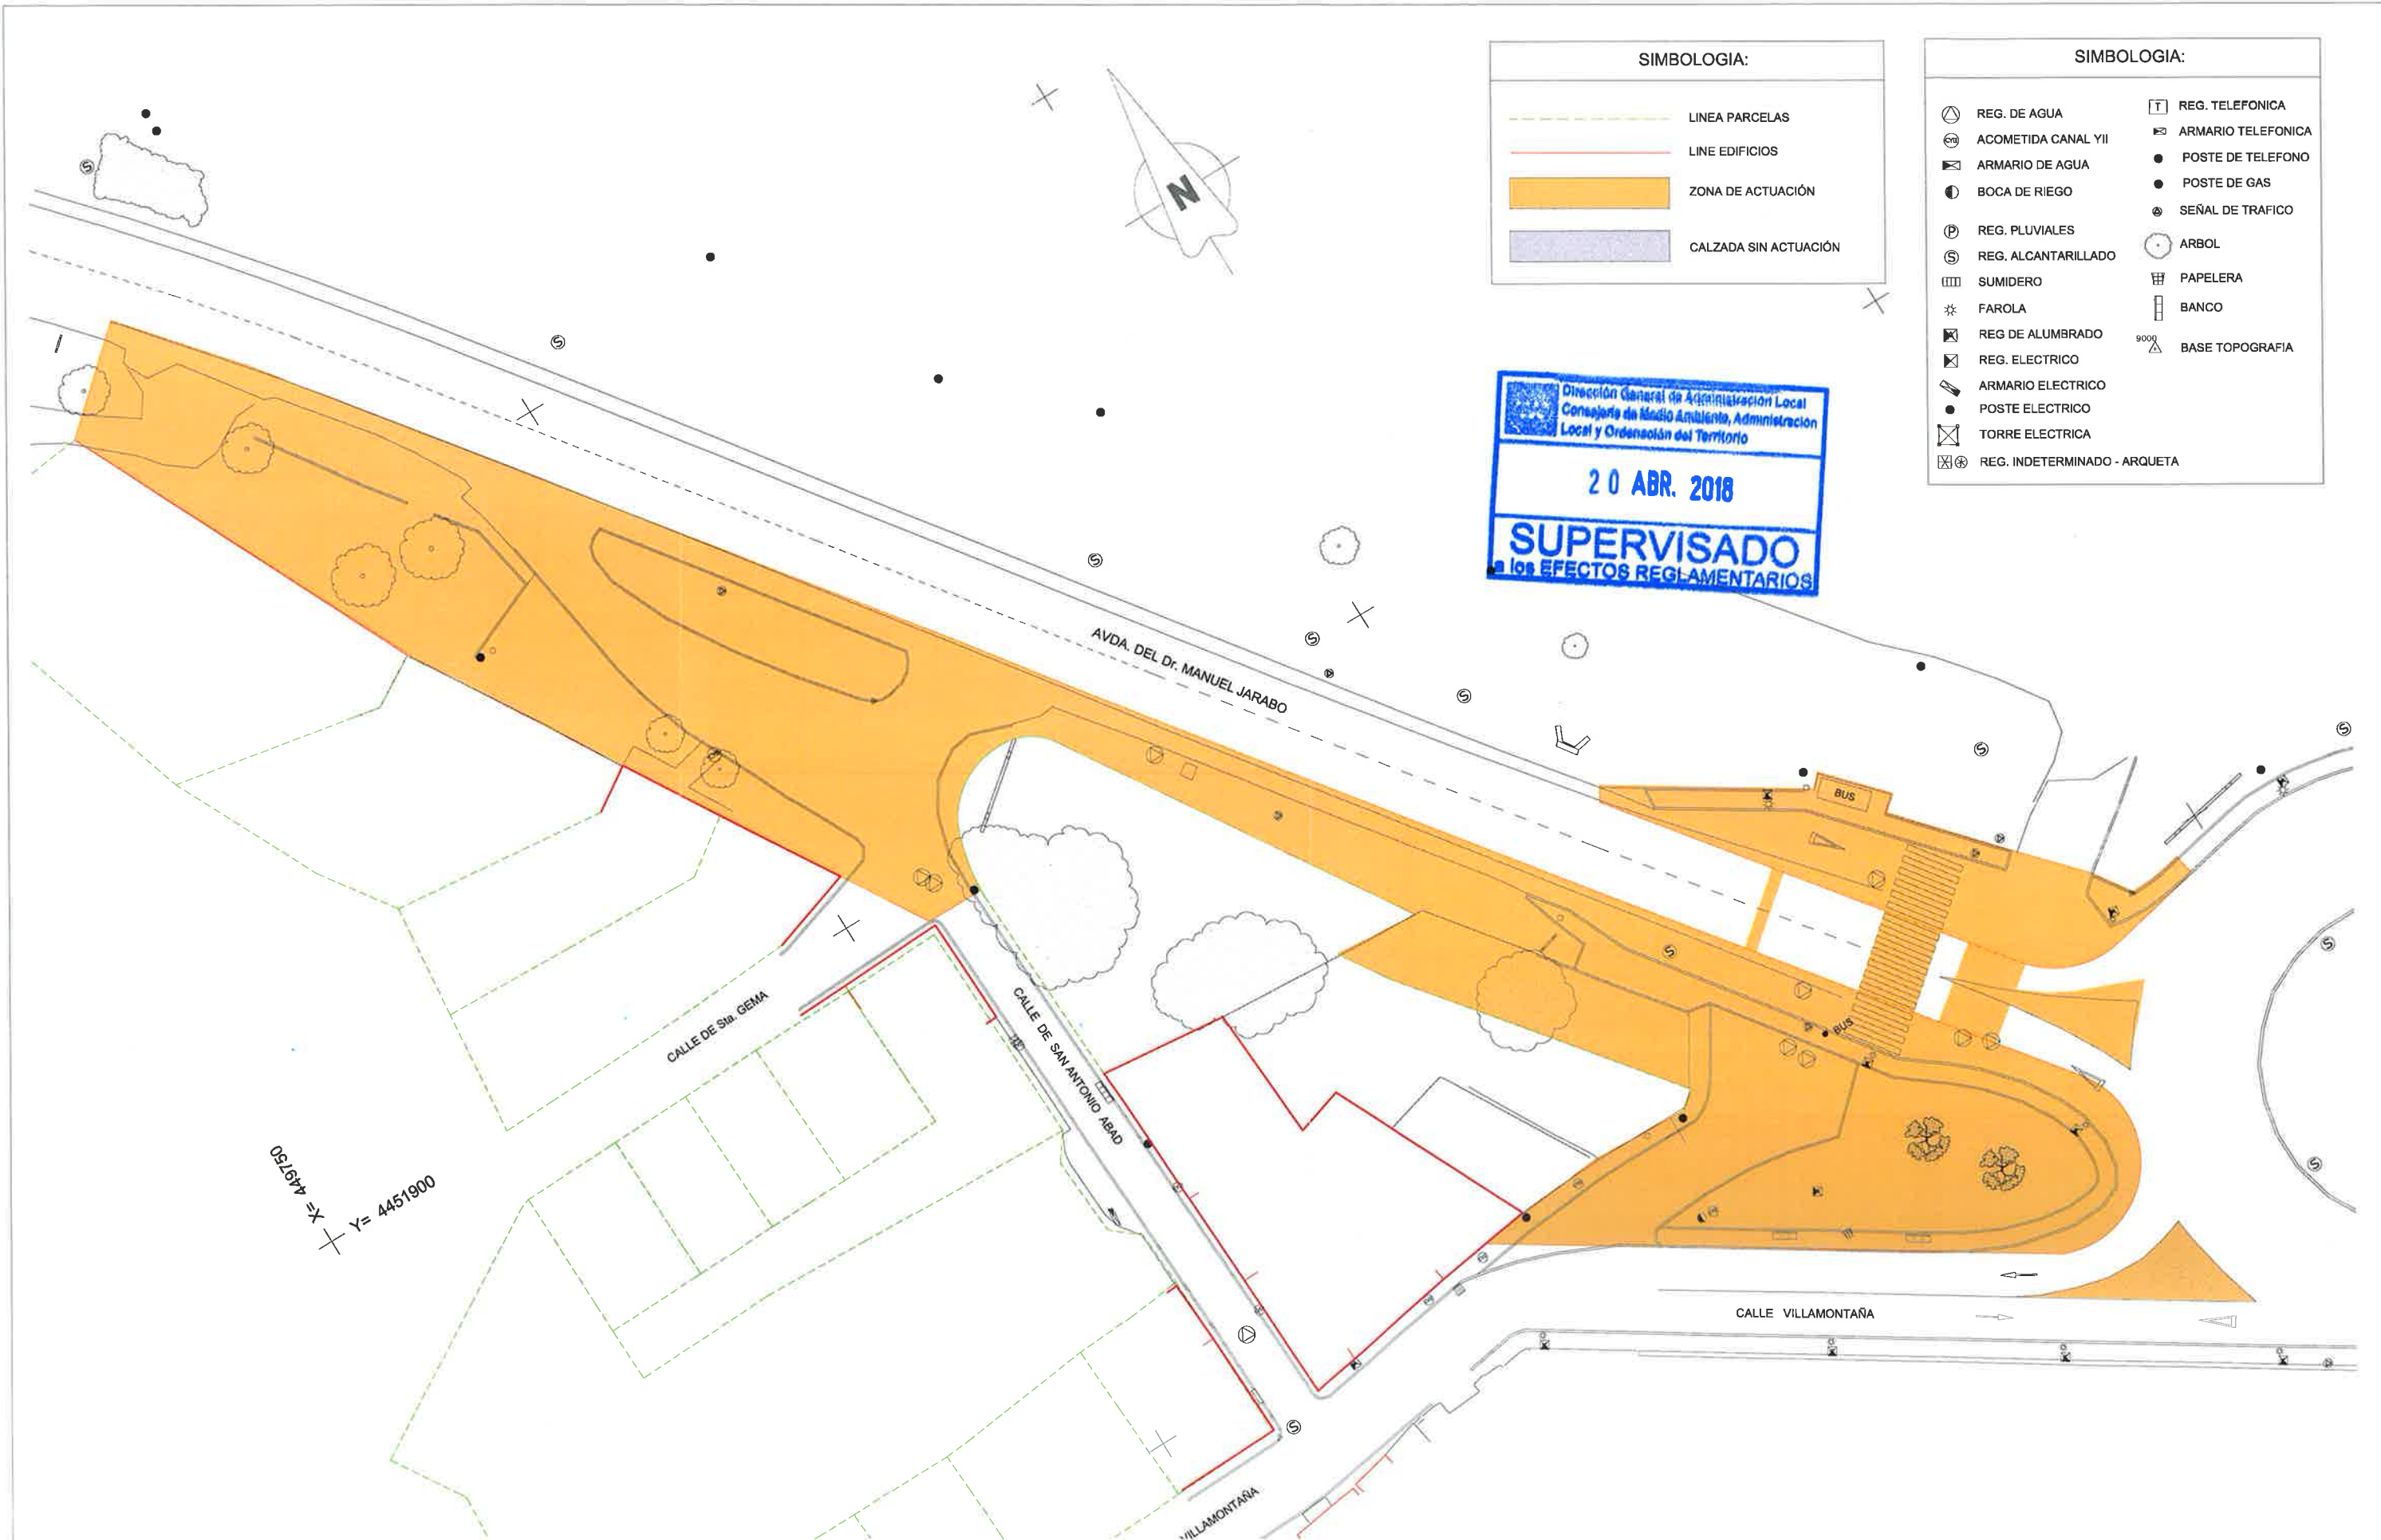 SIMBOLOGIA:
LINEA PARCELAS
LINE EDIFICIOS
ZONA DE ACTUACIÓN
CALZADA SIN ACTUACIÓN
SIMBOLOGIA:
REG. DE AGUA
ACOMETIDA CANAL YII
ARMARIO DE AGUA
BOCA DE RIEGO
P REG. PLUVIALES
S REG. ALCANTARILLADO
SUMIDERO
FAROLA
REG DE ALUMBRADO
REG. ELECTRICO
ARMARIO ELECTRICO
POSTE ELECTRICO
TORRE ELECTRICA
REG. INDETERMINADO - ARQUETA
T REG. TELEFONICA
ARMARIO TELEFONICA
POSTE DE TELEFONO
POSTE DE GAS
SEÑAL DE TRAFICO
ARBOL
PAPELERA
BANCO
9000 BASE TOPOGRAFIA
N
Dirección General de Administración Local
Consejería de Medio Ambiente, Administración
Local y Ordenación del Territorio
20 ABR. 2018
SUPERVISADO
a los EFECTOS REGLAMENTARIOS
AVDA. DEL Dr. MANUEL JARABO
BUS
BUS
CALLE DE Sta. GEMA
CALLE DE SAN ANTONIO ABAD
X= 449750
Y= 4451900
CALLE VILLAMONTAÑA
VILLAMONTAÑA